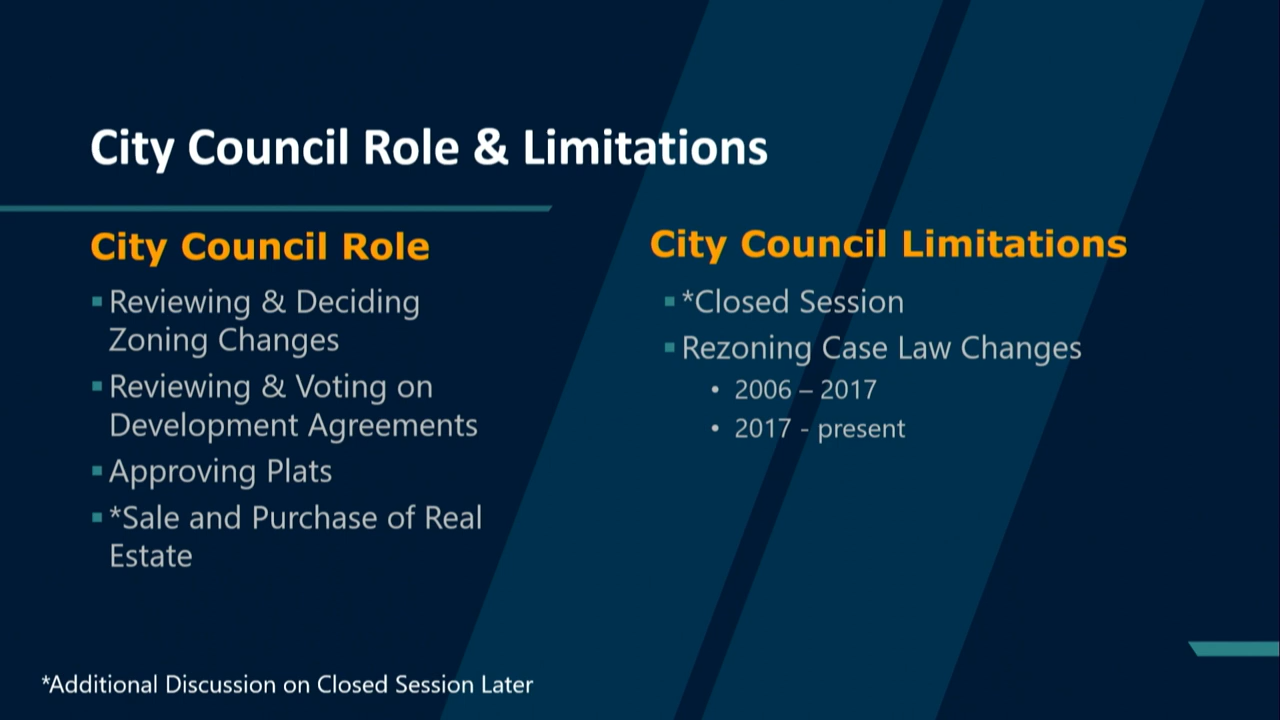 City Council Role & Limitations
City Council Role
▪Reviewing & Deciding
Zoning Changes
▪Reviewing & Voting on
Development Agreements
▪Approving Plats
▪*Sale and Purchase of Real
Estate
City Council Limitations
▪*Closed Session
▪Rezoning Case Law Changes
• 2006 – 2017
• 2017 - present
*Additional Discussion on Closed Session Later